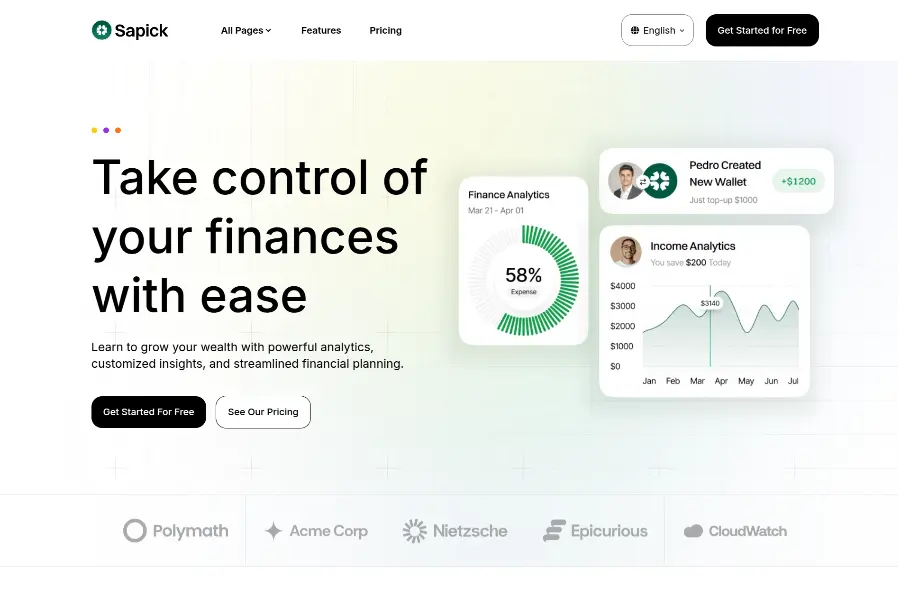 Sapick
All Pages
Features
Pricing
English
Get Started for Free
Take control of
your finances
with ease
Learn to grow your wealth with powerful analytics,
customized insights, and streamlined financial planning.
Get Started For Free
See Our Pricing
Finance Analytics
Mar 21 - Apr 01
58%
Expense
Pedro Created
New Wallet
Just top-up $1000
+$1200
Income Analytics
You save $200 Today
$4000
$3000
$2000
$1000
$0
$3140
Jan Feb Mar Apr May Jun Jul
Polymath
Acme Corp
Nietzsche
Epicurious
CloudWatch